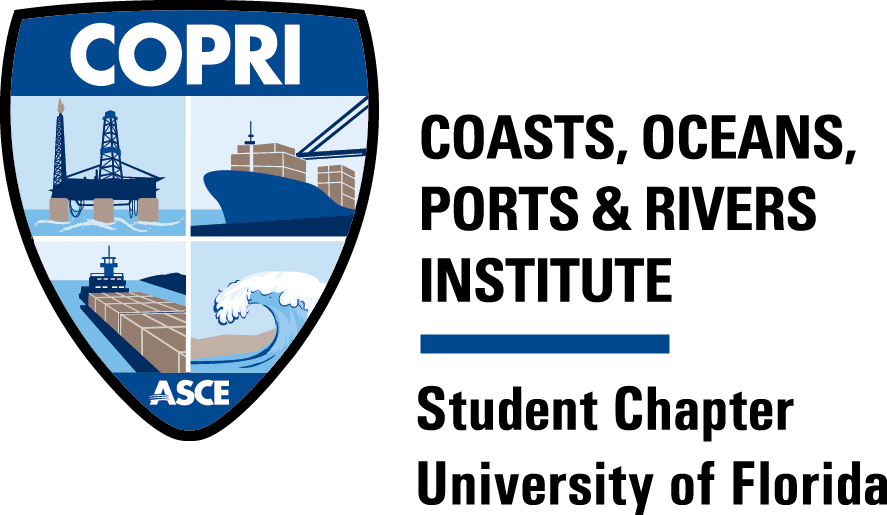 COPRI
ASCE
COASTS, OCEANS,
PORTS & RIVERS
INSTITUTE
Student Chapter
University of Florida